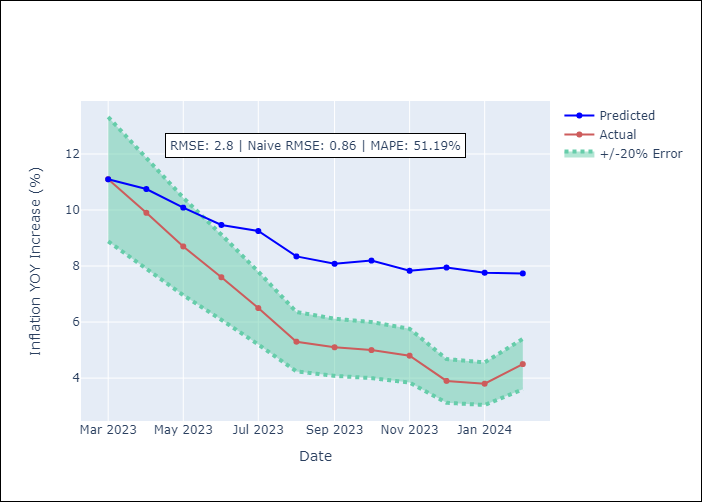 RMSE: 2.8 | Naive RMSE: 0.86 | MAPE: 51.19%
Predicted
Actual
+/-20% Error
Inflation YOY Increase (%)
12
10
8
6
4
Mar 2023
May 2023
Jul 2023
Sep 2023
Nov 2023
Jan 2024
Date